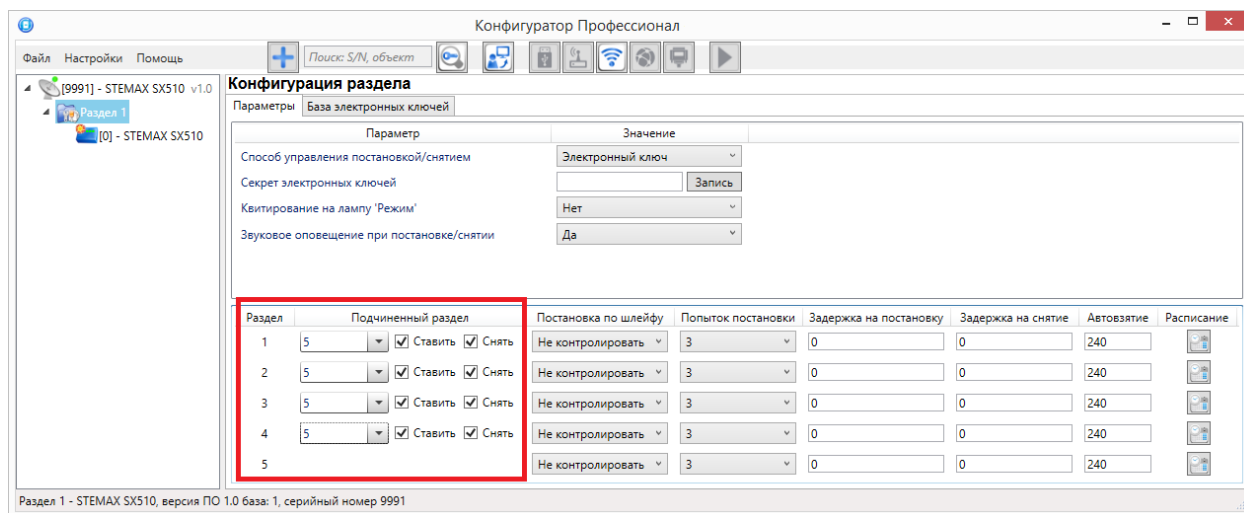 Конфигуратор Профессионал
Файл Настройки Помощь Поиск: S/N, объект
[9991] - STEMAX SX510 v1.0
Раздел 1
[0] - STEMAX SX510
Конфигурация раздела
Параметры База электронных ключей
Параметр Значение
Способ управления постановкой/снятием Электронный ключ
Секрет электронных ключей Запись
Квитирование на лампу 'Режим' Нет
Звуковое оповещение при постановке/снятии Да
Раздел Подчиненный раздел Постановка по шлейфу Попыток постановки Задержка на постановку Задержка на снятие Автовзятие Расписание
1 5 Ставить Снять Не контролировать 3 0 0 240
2 5 Ставить Снять Не контролировать 3 0 0 240
3 5 Ставить Снять Не контролировать 3 0 0 240
4 5 Ставить Снять Не контролировать 3 0 0 240
5 Не контролировать 3 0 0 240
Раздел 1 - STEMAX SX510, версия ПО 1.0 база: 1, серийный номер 9991